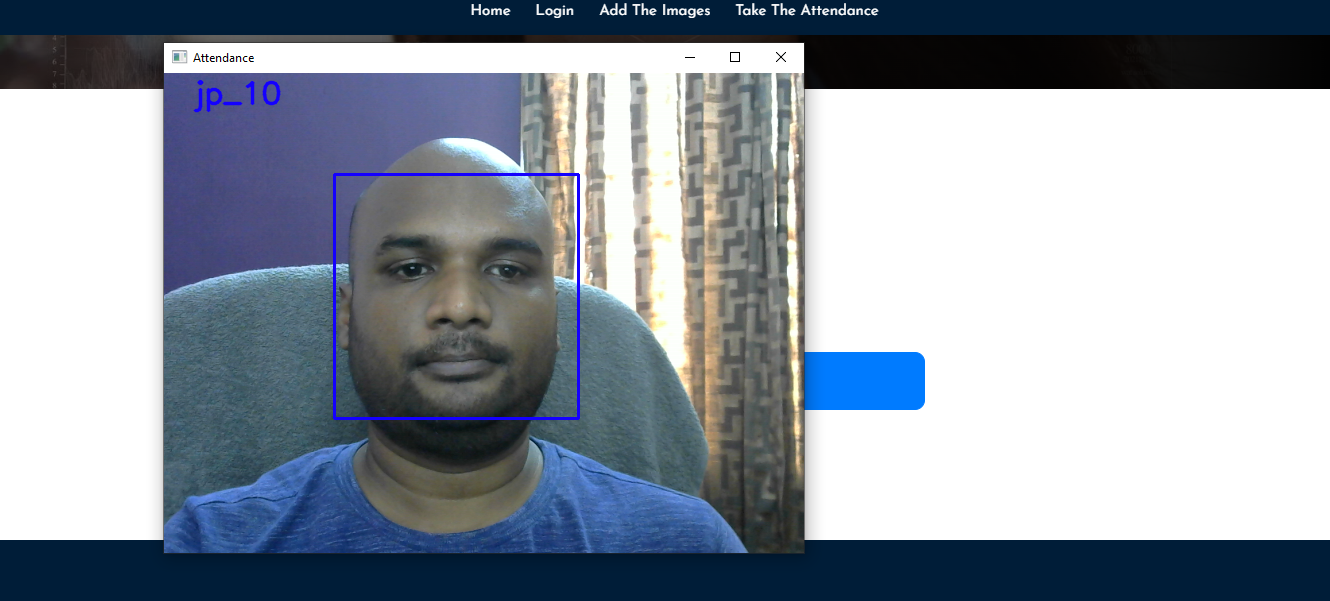 Home Login Add The Images Take The Attendance
Attendance
jp_10